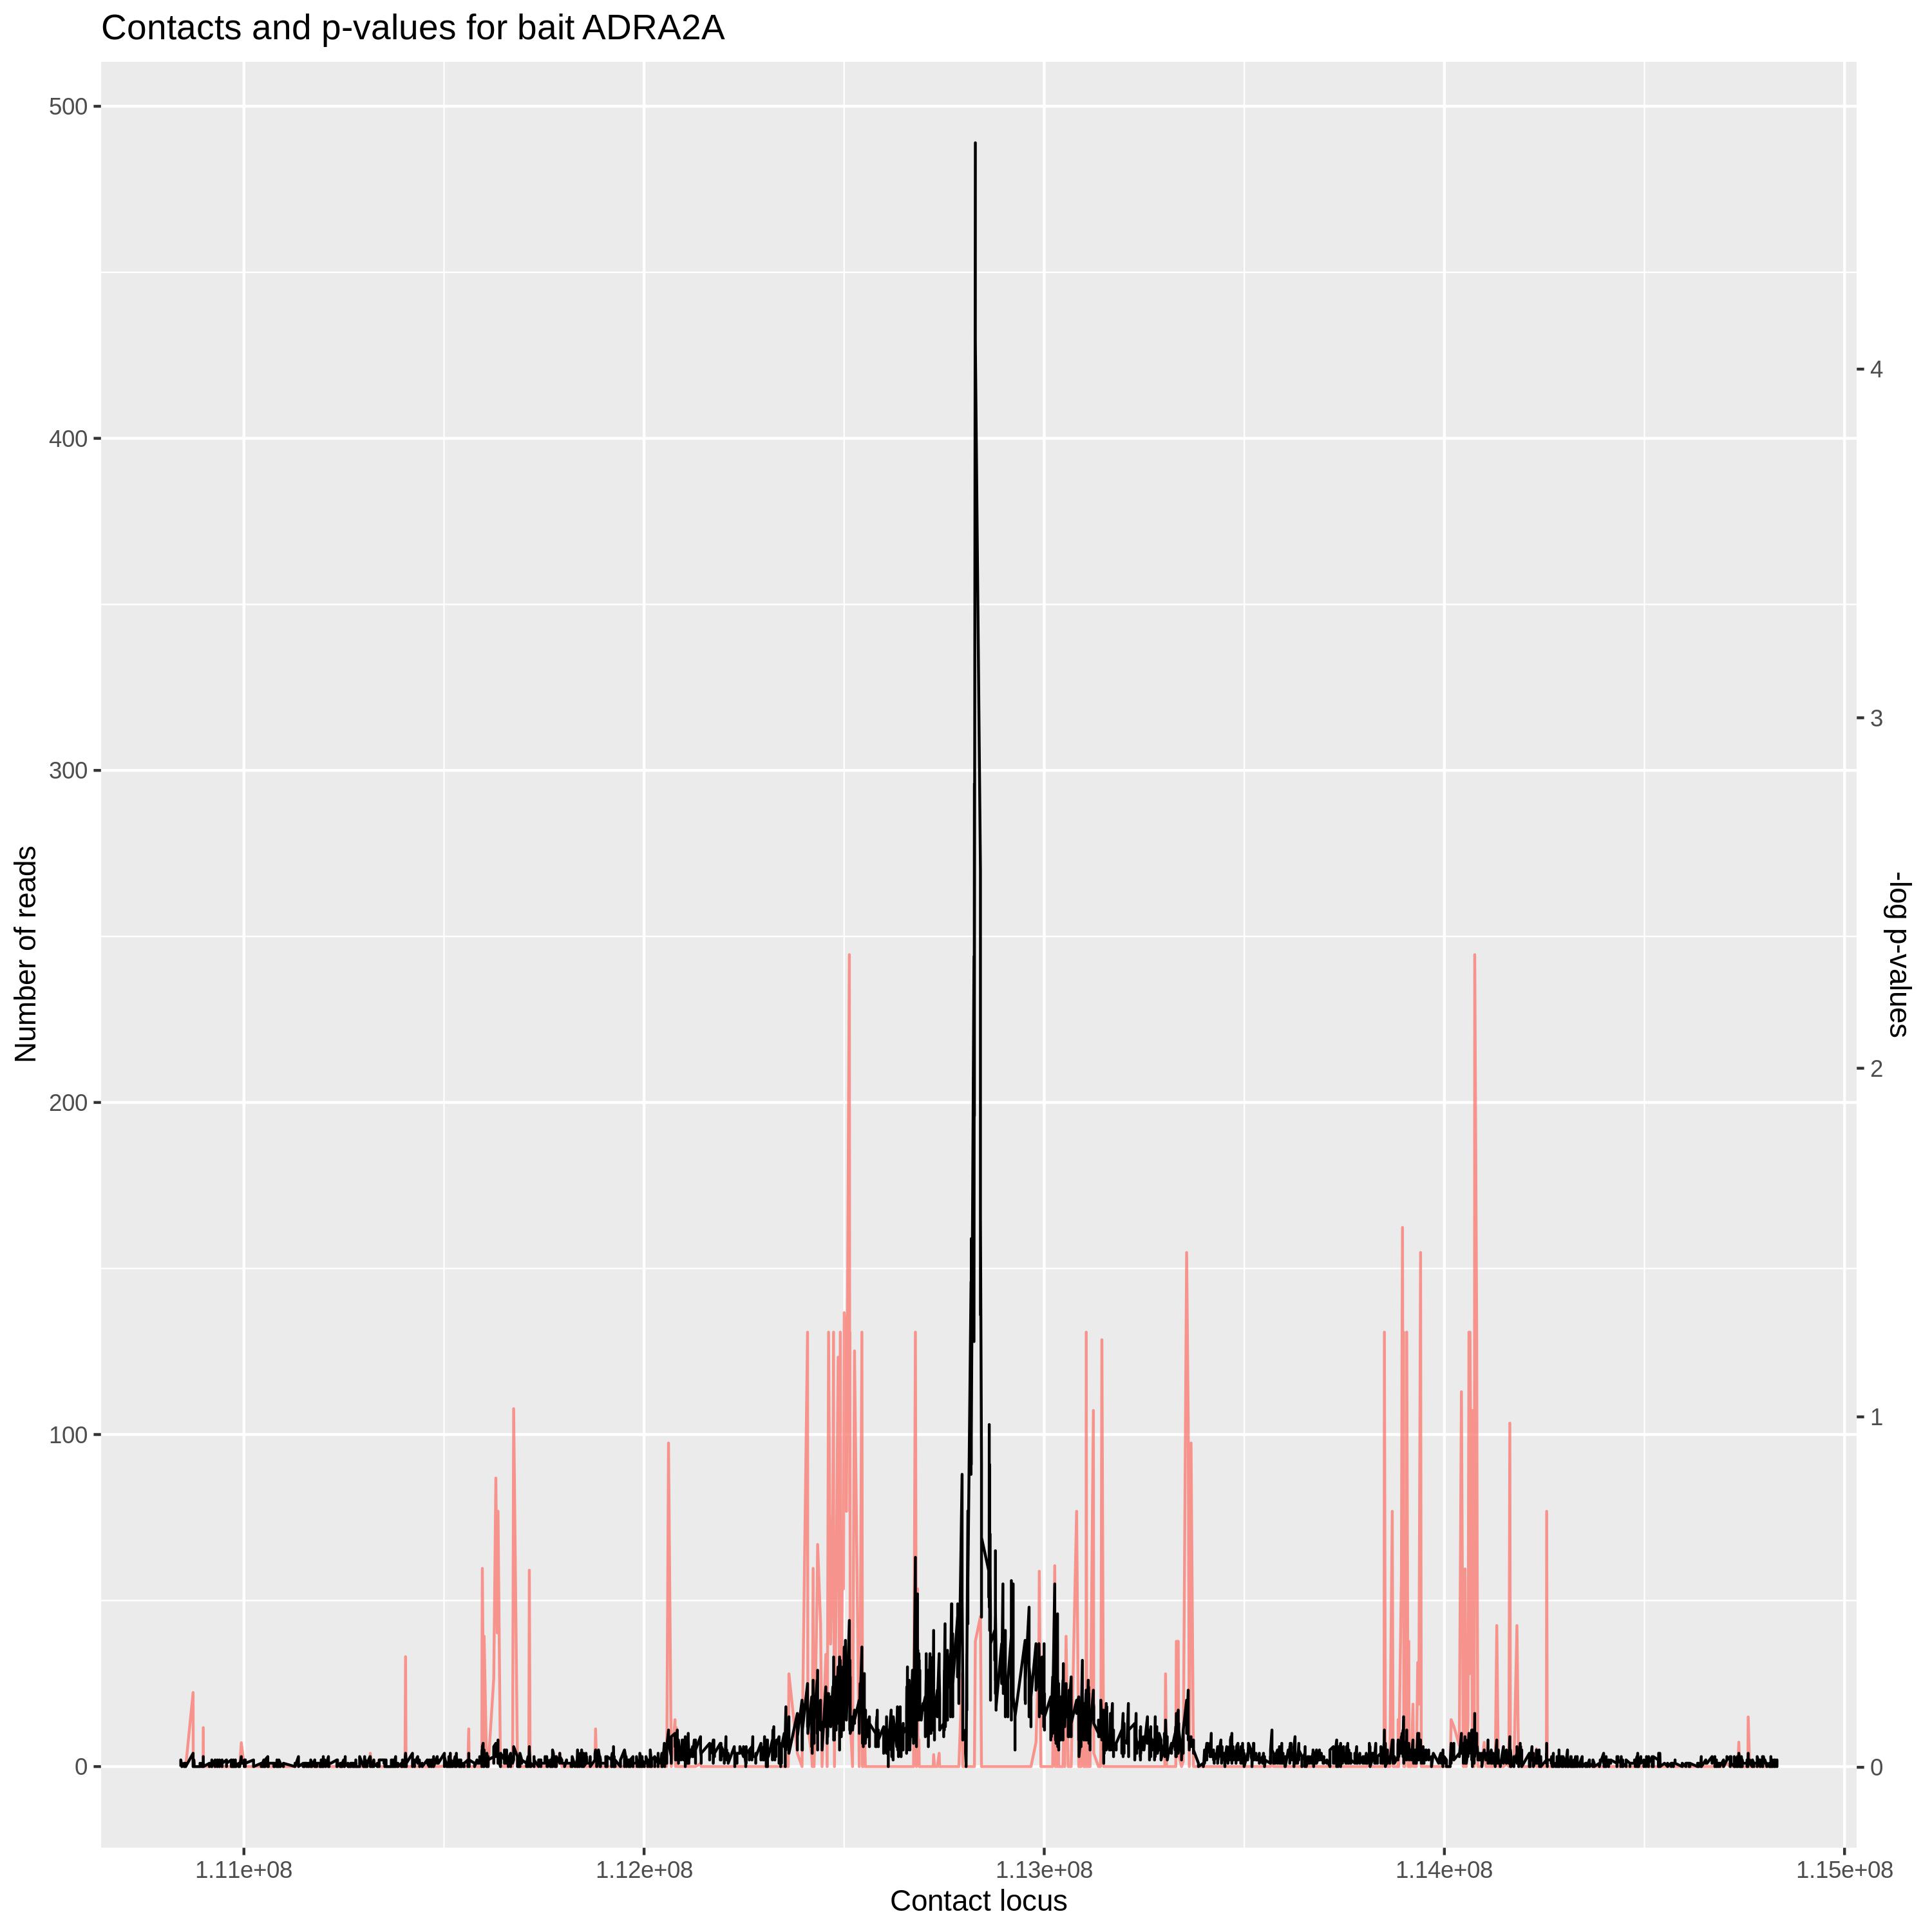 Contacts and p-values for bait ADRA2A
500
400
300
200
100
0
Number of reads
4
3
2
1
0
-log p-values
1.11e+08 1.12e+08 1.13e+08 1.14e+08 1.15e+08
Contact locus